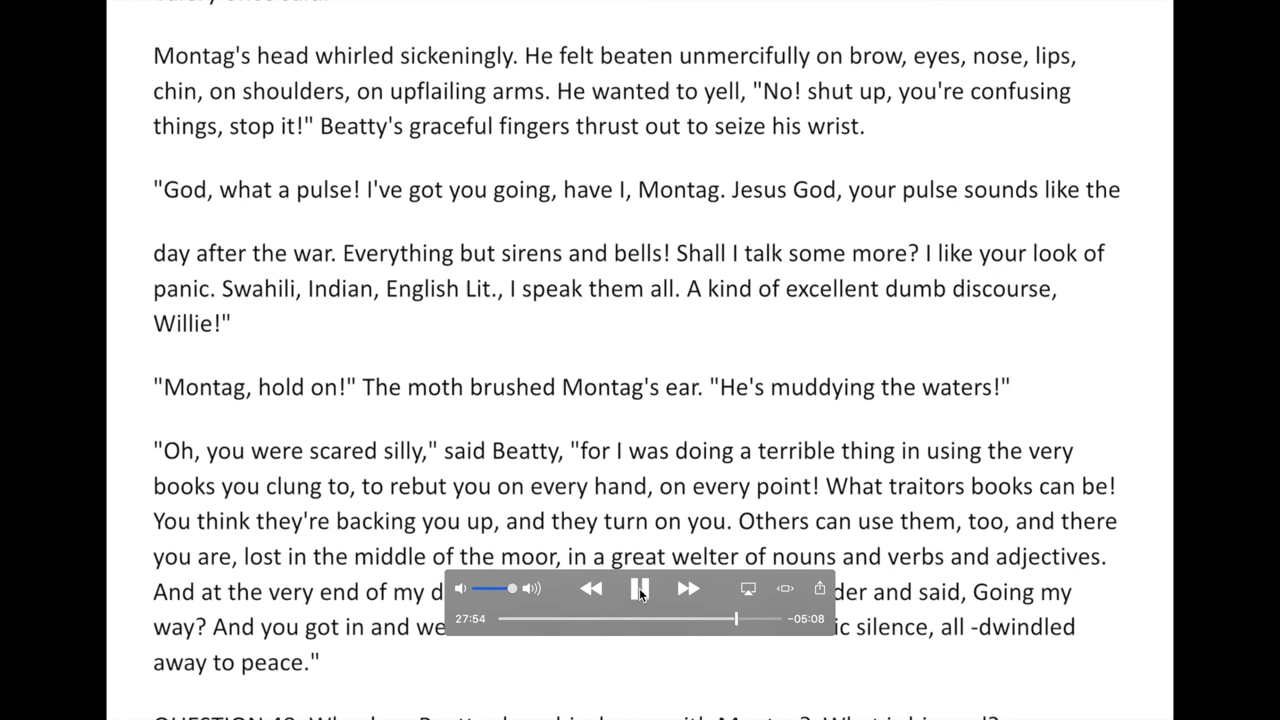 Montag's head whirled sickeningly. He felt beaten unmercifully on brow, eyes, nose, lips,
chin, on shoulders, on upflailing arms. He wanted to yell, "No! shut up, you're confusing
things, stop it!" Beatty's graceful fingers thrust out to seize his wrist.
"God, what a pulse! I've got you going, have I, Montag. Jesus God, your pulse sounds like the
day after the war. Everything but sirens and bells! Shall I talk some more? I like your look of
panic. Swahili, Indian, English Lit., I speak them all. A kind of excellent dumb discourse,
Willie!"
"Montag, hold on!" The moth brushed Montag's ear. "He's muddying the waters!"
"Oh, you were scared silly," said Beatty, "for I was doing a terrible thing in using the very
books you clung to, to rebut you on every hand, on every point! What traitors books can be!
You think they're backing you up, and they turn on you. Others can use them, too, and there
you are, lost in the middle of the moor, in a great welter of nouns and verbs and adjectives.
And at the very end of my and said, Going my
way? And you got in and silence, all -dwindled
27:54 -05:08
away to peace."